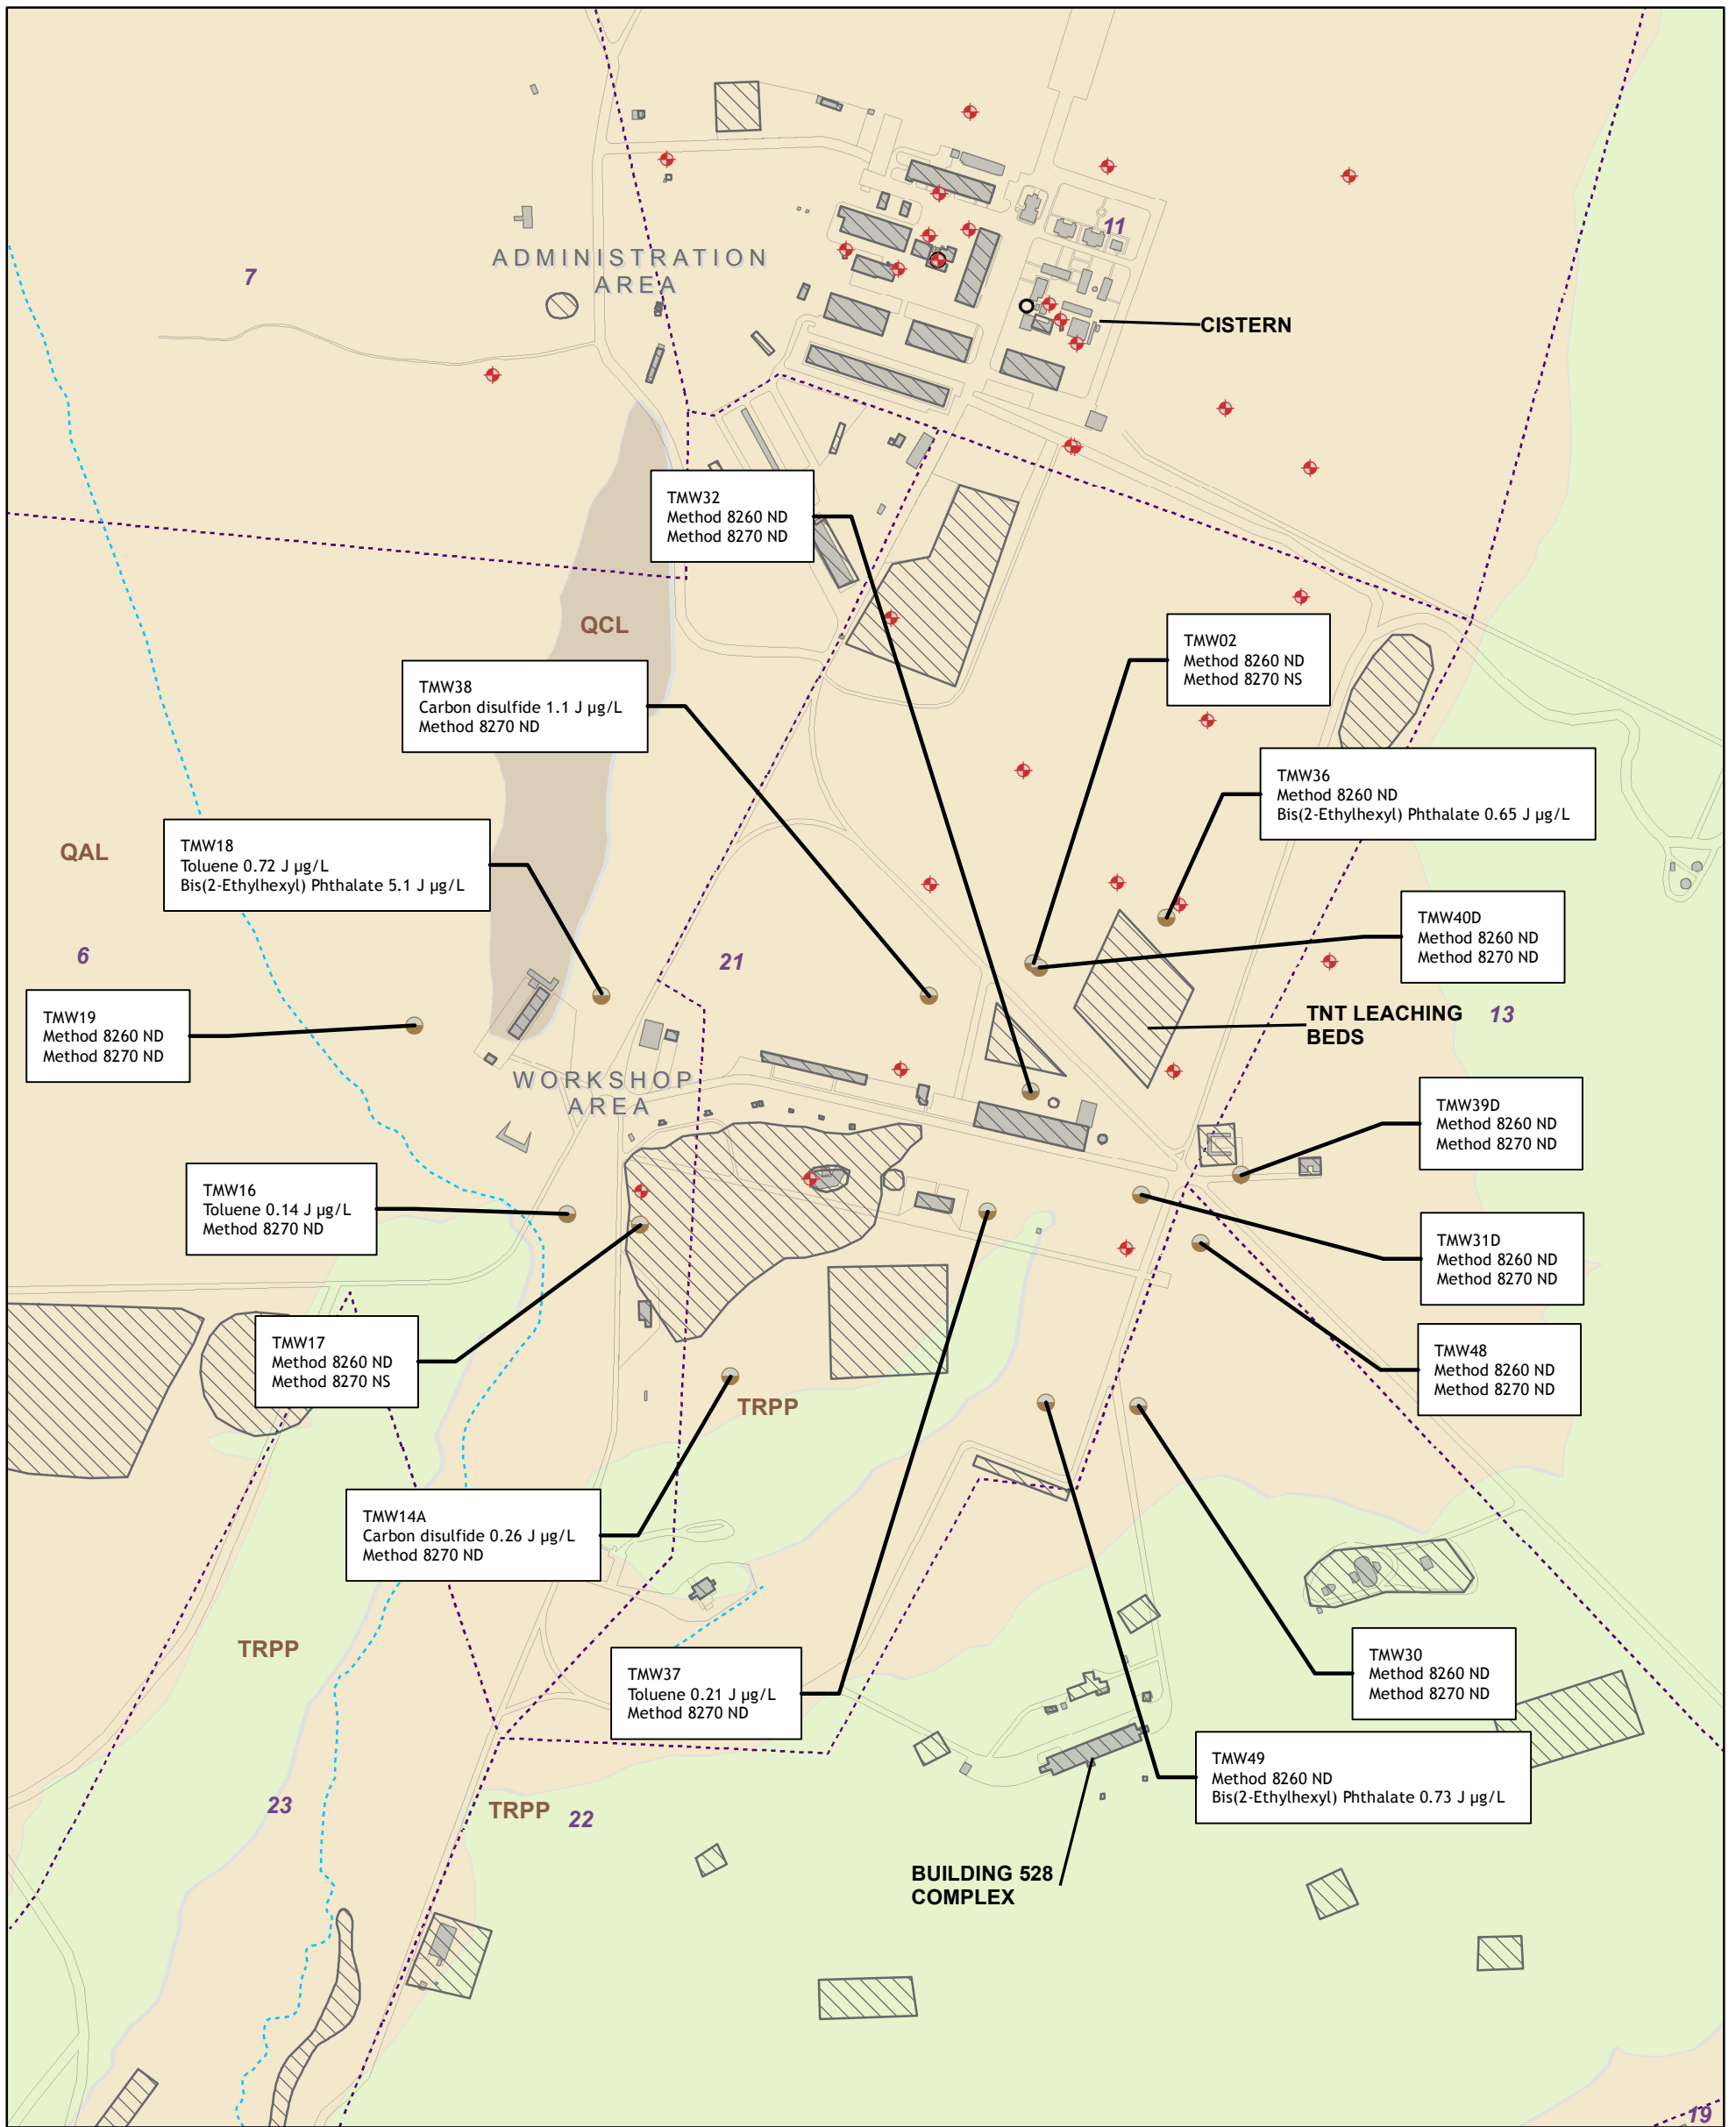 11
7
ADMINISTRATION
AREA
CISTERN
TMW32
Method 8260 ND
Method 8270 ND
QCL
TMW02
Method 8260 ND
Method 8270 NS
TMW38
Carbon disulfide 1.1 J µg/L
Method 8270 ND
TMW36
Method 8260 ND
Bis(2-Ethylhexyl) Phthalate 0.65 J µg/L
QAL
TMW18
Toluene 0.72 J µg/L
Bis(2-Ethylhexyl) Phthalate 5.1 J µg/L
TMW40D
Method 8260 ND
Method 8270 ND
6
21
TMW19
Method 8260 ND
Method 8270 ND
TNT LEACHING
BEDS
13
WORKSHOP
AREA
TMW39D
Method 8260 ND
Method 8270 ND
TMW16
Toluene 0.14 J µg/L
Method 8270 ND
TMW31D
Method 8260 ND
Method 8270 ND
TMW17
Method 8260 ND
Method 8270 NS
TMW48
Method 8260 ND
Method 8270 ND
TRPP
TMW14A
Carbon disulfide 0.26 J µg/L
Method 8270 ND
TRPP
TMW37
Toluene 0.21 J µg/L
Method 8270 ND
TMW30
Method 8260 ND
Method 8270 ND
TMW49
Method 8260 ND
Bis(2-Ethylhexyl) Phthalate 0.73 J µg/L
23
TRPP
22
BUILDING 528
COMPLEX
19